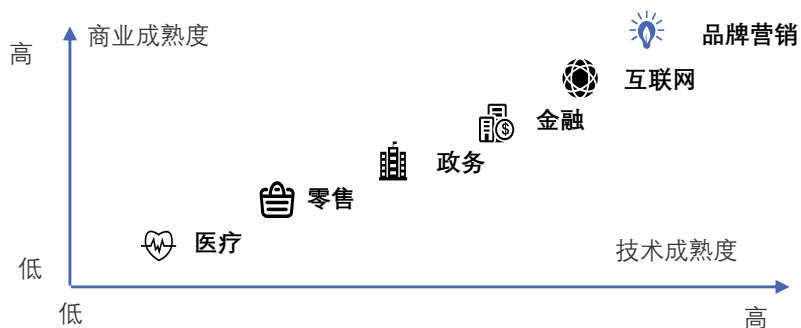 品牌营销
商业成熟度
高
互联网
金融
政务
零售
医疗
技术成熟度
低
低
高